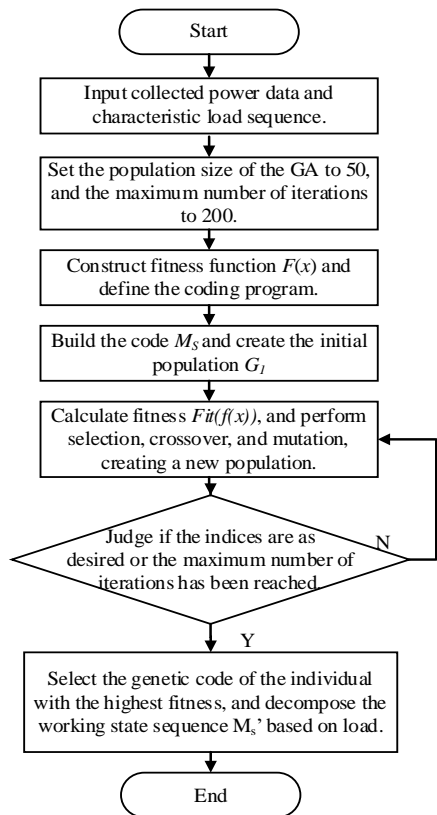 Start
Input collected power data and
characteristic load sequence.
Set the population size of the GA to 50,
and the maximum number of iterations
to 200.
Construct fitness function F(x) and
define the coding program.
Build the code M_S and create the initial
population G_1
Calculate fitness Fit(f(x)), and perform
selection, crossover, and mutation,
creating a new population.
Judge if the indices are as
desired or the maximum number of
iterations has been reached.
N
Y
Select the genetic code of the individual
with the highest fitness, and decompose the
working state sequence M_s’ based on load.
End